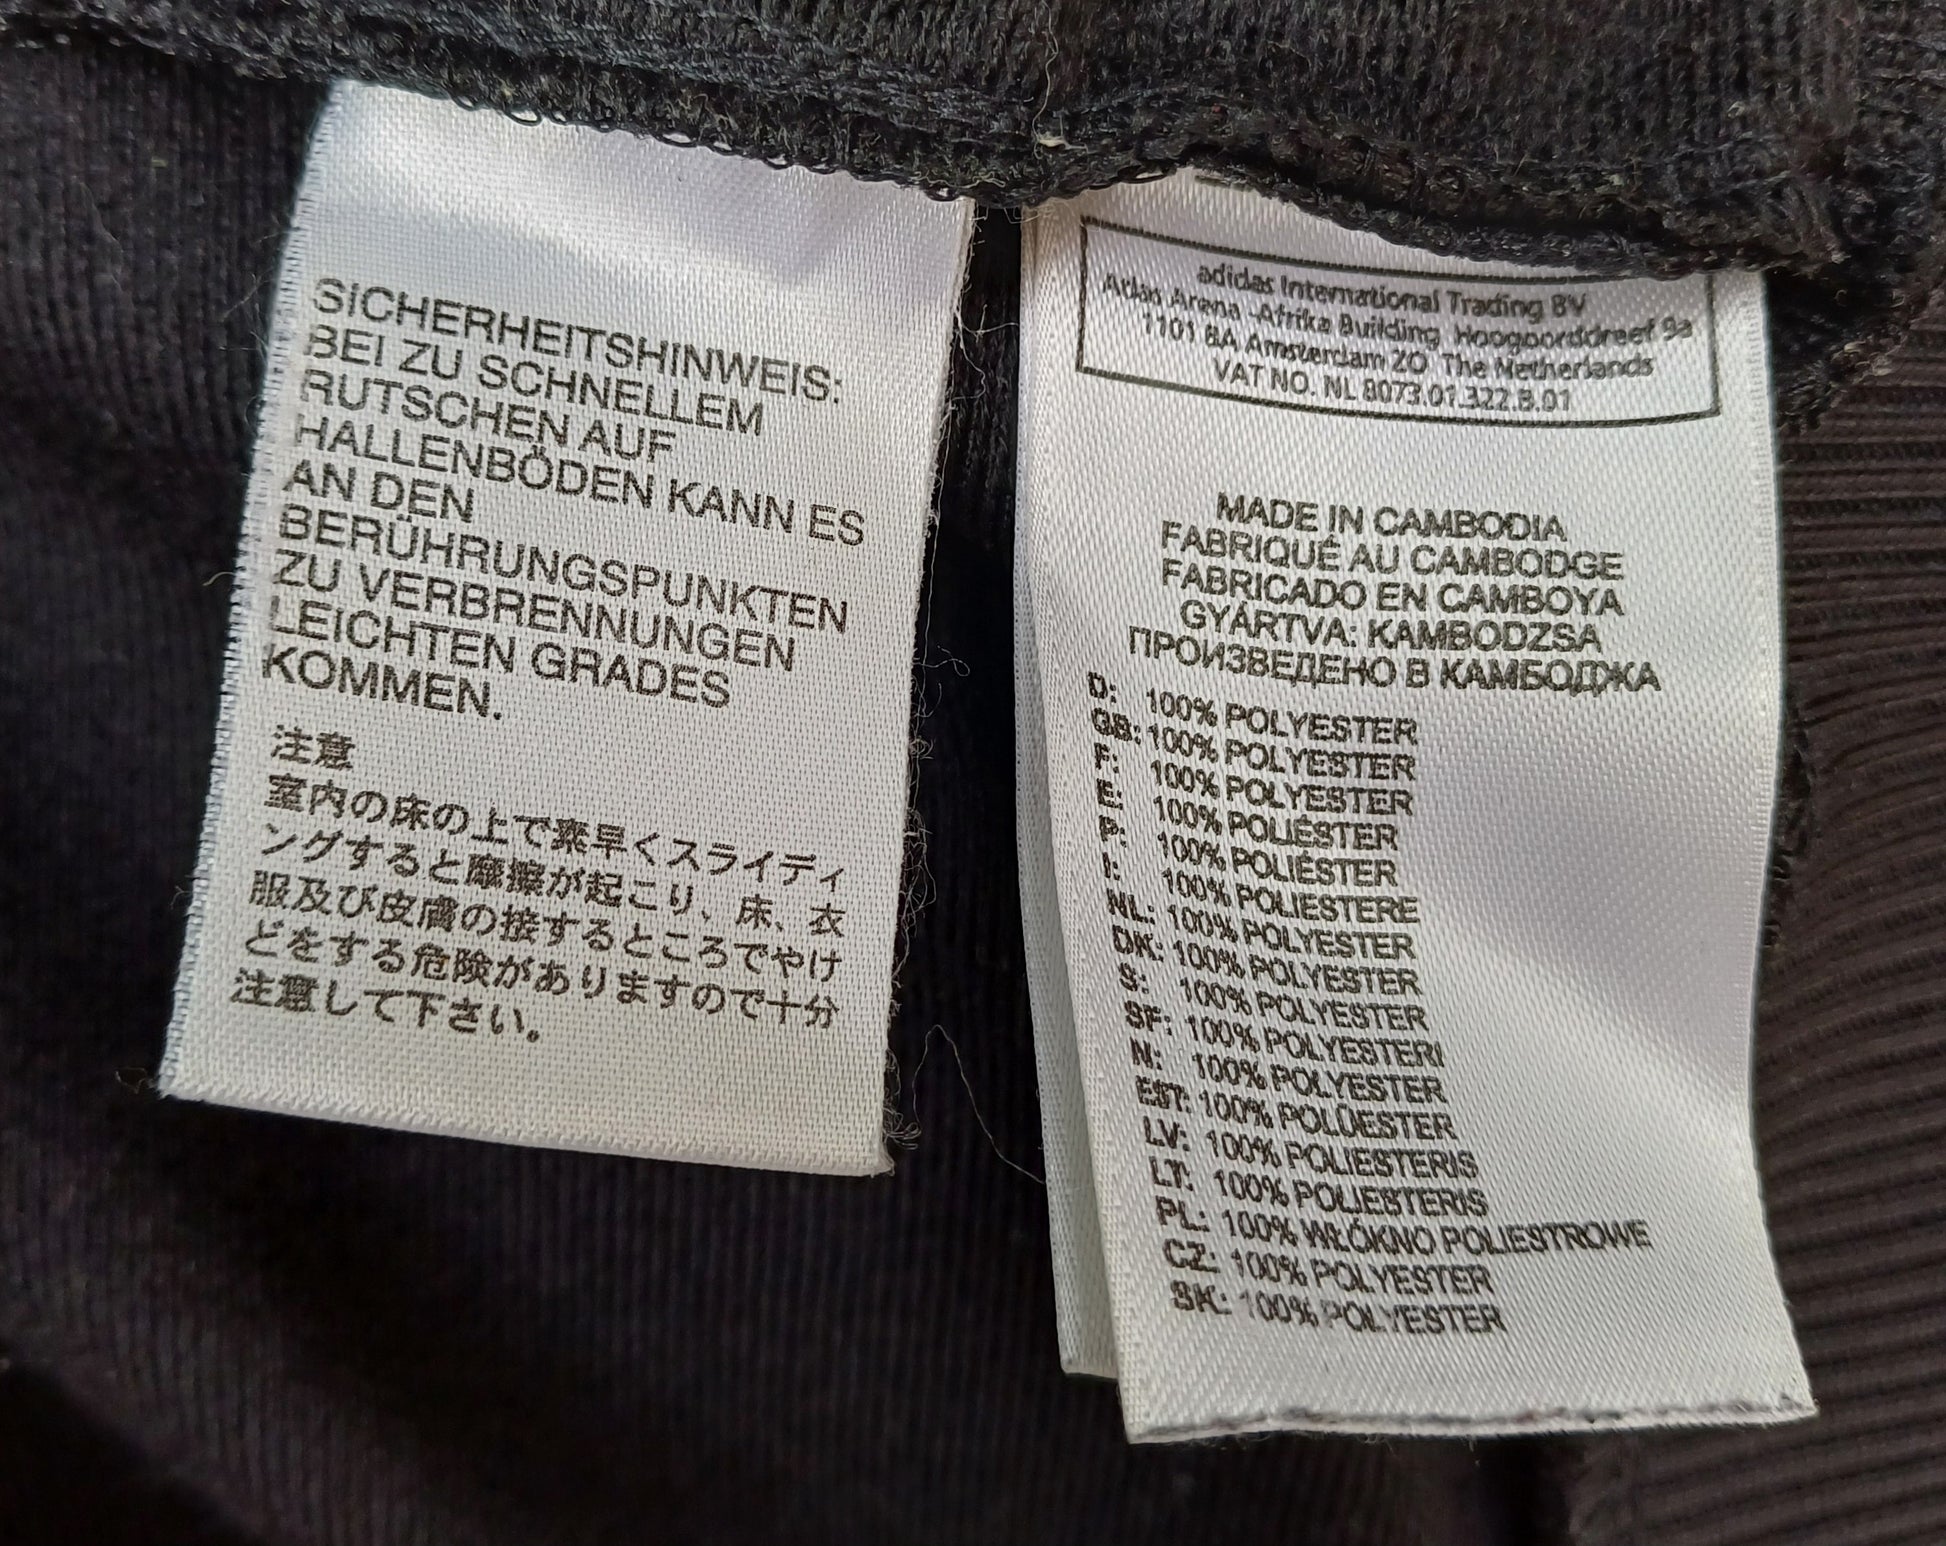 SICHERHEITSHINWEIS:
BEI ZU SCHNELLEM
RUTSCHEN AUF
HALLENBÖDEN KANN ES
AN DEN
BERÜHRUNGSPUNKTEN
ZU VERBRENNUNGEN
LEICHTEN GRADES
KOMMEN.
注意
室内の床の上で素早くスライディ
ングすると摩擦が起こり、床、衣
服及び皮膚の接するところでやけ
どをする危険がありますので十分
注意して下さい。
adidas International Trading BV
Atlas Arena -Afrika Building Hoogoorddreef 9a
1101 BA Amsterdam ZO The Netherlands
VAT NO. NL 8073.01.322.B.01
MADE IN CAMBODIA
FABRIQUÉ AU CAMBODGE
FABRICADO EN CAMBOYA
GYÁRTVA: KAMBODZSA
ПРОИЗВЕДЕНО В КАМБОДЖА
D: 100% POLYESTER
GB: 100% POLYESTER
F: 100% POLYESTER
E: 100% POLIÉSTER
P: 100% POLIÉSTER
I: 100% POLIESTERE
NL: 100% POLYESTER
DK: 100% POLYESTER
S: 100% POLYESTER
SF: 100% POLYESTERI
N: 100% POLYESTER
EST: 100% POLÜESTER
LV: 100% POLIESTERIS
LT: 100% POLIESTERIS
PL: 100% WŁÓKNO POLIESTROWE
CZ: 100% POLYESTER
SK: 100% POLYESTER